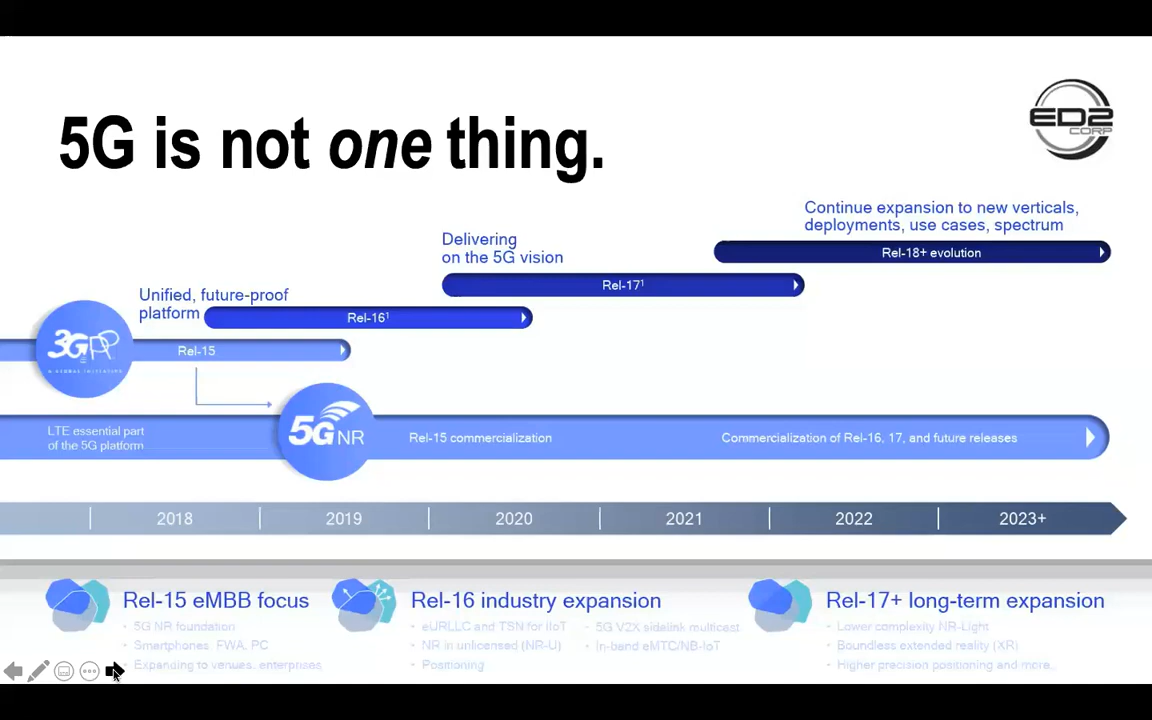 5G is not one thing.
ED2
CORP
Continue expansion to new verticals,
deployments, use cases, spectrum
Rel-18+ evolution
Delivering
on the 5G vision
Rel-17¹
Unified, future-proof
platform
Rel-16¹
3GPP
A GLOBAL INITIATIVE
Rel-15
LTE essential part
of the 5G platform
5G NR
Rel-15 commercialization
Commercialization of Rel-16, 17, and future releases
2018
2019
2020
2021
2022
2023+
Rel-15 eMBB focus
• 5G NR foundation
• Smartphones, FWA, PC
• Expanding to venues, enterprises
Rel-16 industry expansion
• eURLLC and TSN for IIoT
• NR in unlicensed (NR-U)
• Positioning
• 5G V2X sidelink multicast
• In-band eMTC/NB-IoT
Rel-17+ long-term expansion
• Lower complexity NR-Light
• Boundless extended reality (XR)
• Higher precision positioning and more..